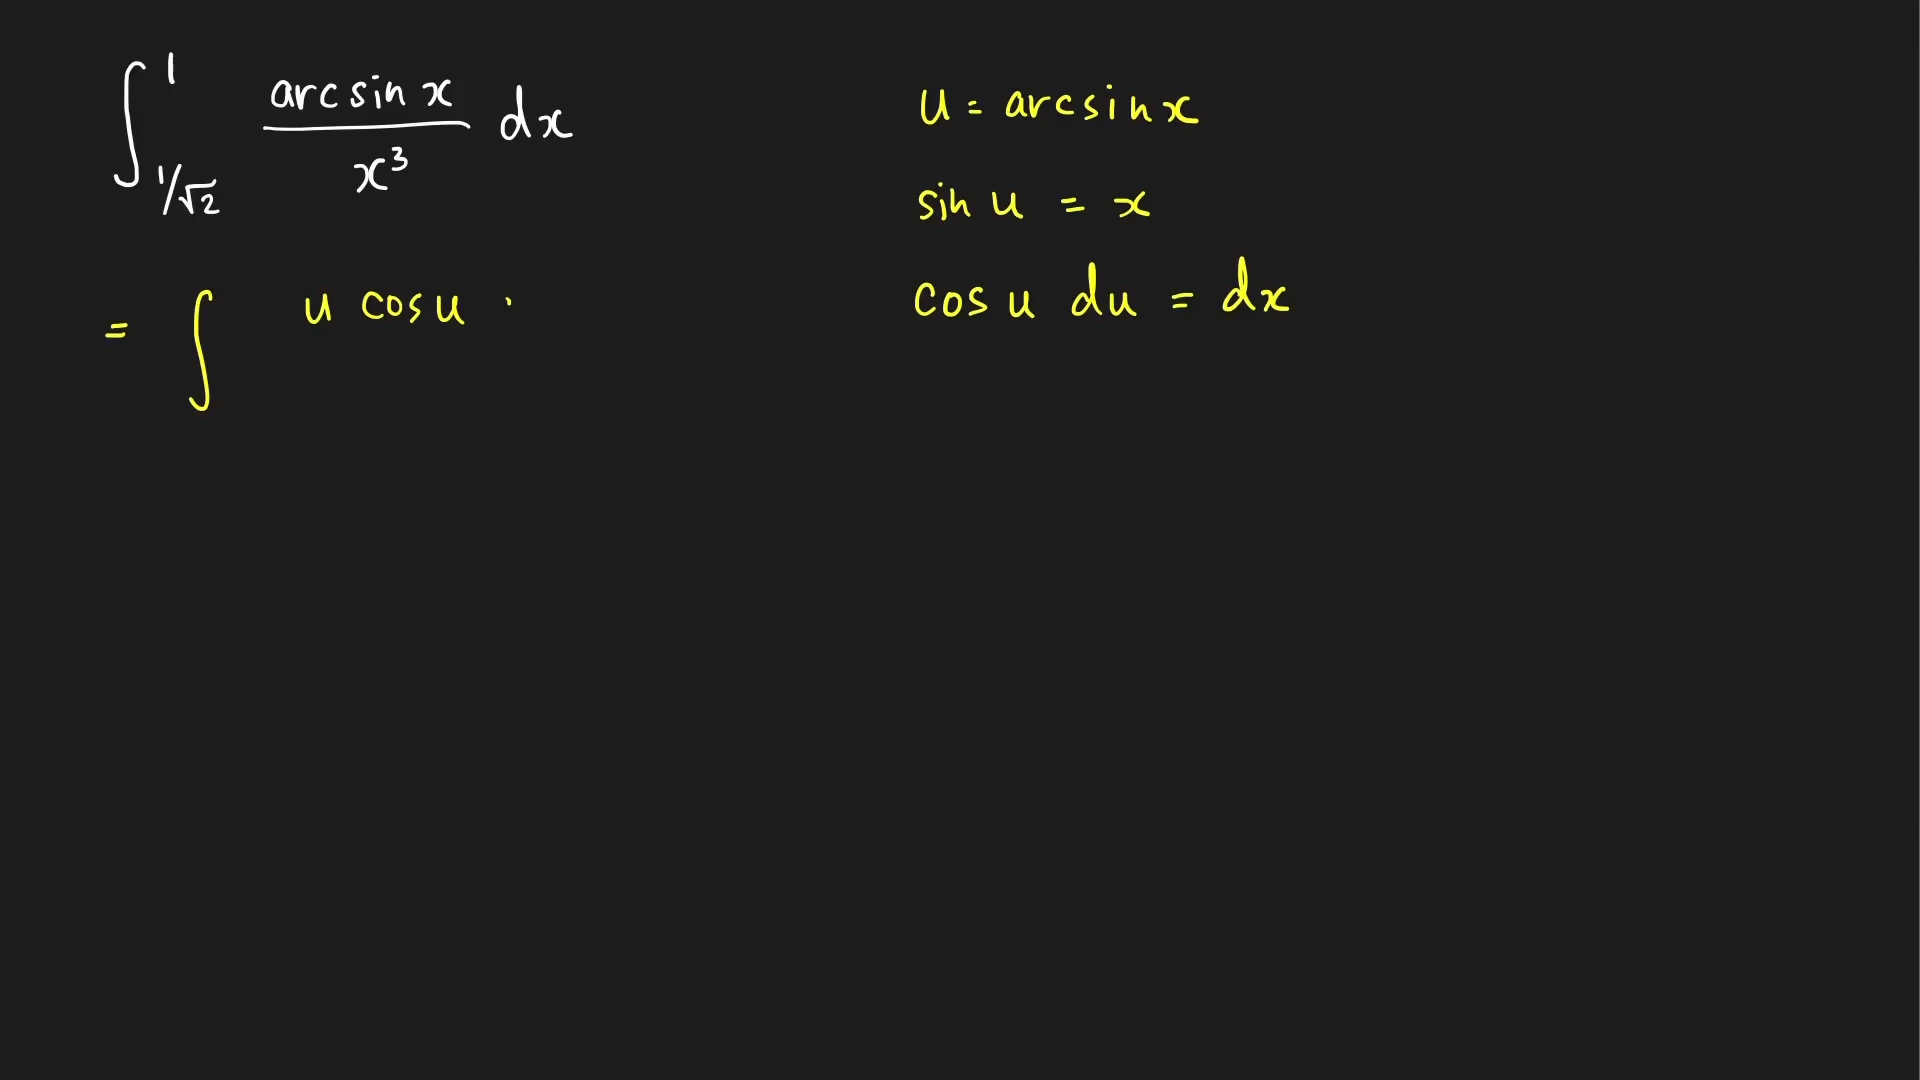 ∫_{1/√2}^{1} (arcsin x)/(x³) dx
= ∫ u cos u ·
u = arcsin x
sin u = x
cos u du = dx